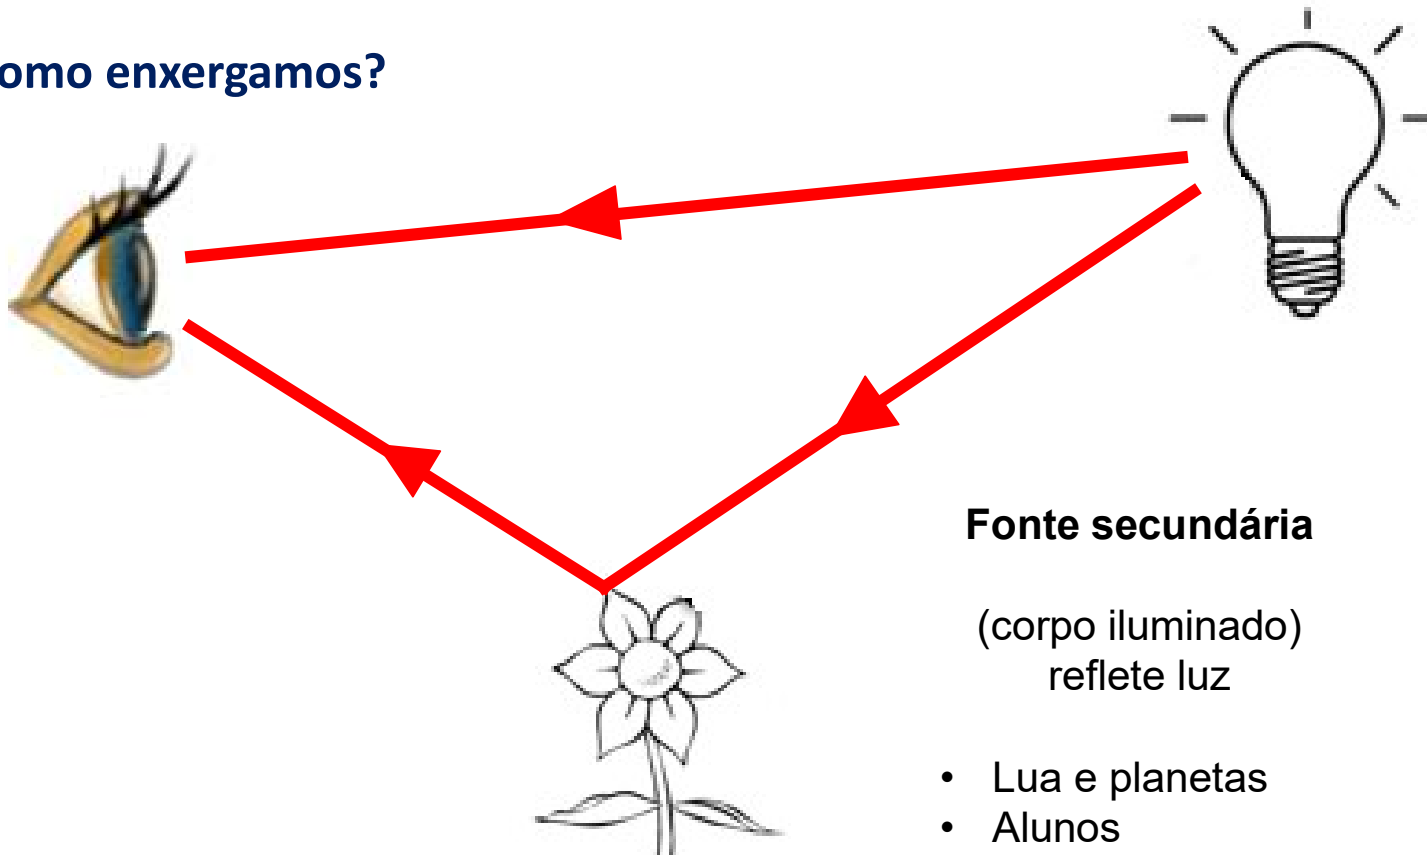 omo enxergamos?
Fonte secundária
(corpo iluminado)
reflete luz
• Lua e planetas
• Alunos